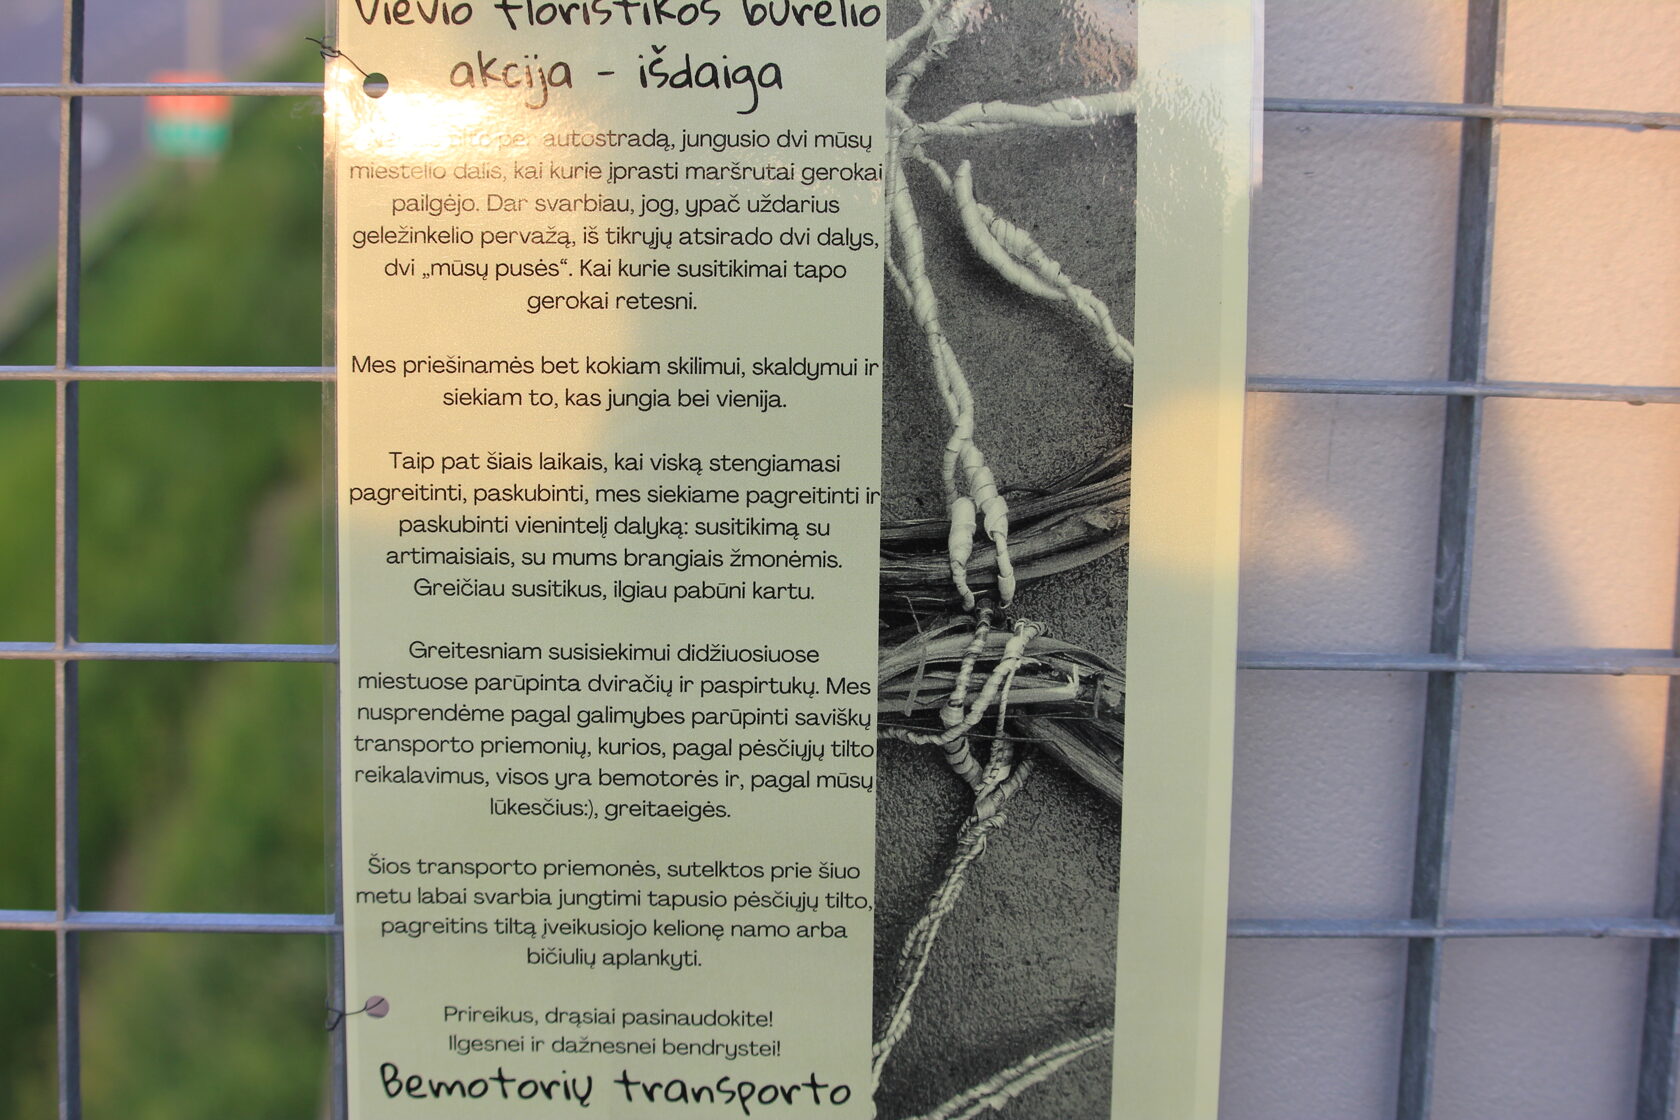 Vievio floristikos būrelio
akcija - išdaiga
per autostradą, jungusio dvi mūsų
miestelio dalis, kai kurie įprasti maršrutai gerokai
pailgėjo. Dar svarbiau, jog, ypač uždarius
geležinkelio pervažą, iš tikrųjų atsirado dvi dalys,
dvi „mūsų pusės“. Kai kurie susitikimai tapo
gerokai retesni.
Mes priešinamės bet kokiam skilimui, skaldymui ir
siekiam to, kas jungia bei vienija.
Taip pat šiais laikais, kai viską stengiamasi
pagreitinti, paskubinti, mes siekiame pagreitinti ir
paskubinti vienintelį dalyką: susitikimą su
artimaisiais, su mums brangiais žmonėmis.
Greičiau susitikus, ilgiau pabūni kartu.
Greitesniam susisiekimui didžiuosiuose
miestuose parūpinta dviračių ir paspirtukų. Mes
nusprendėme pagal galimybes parūpinti saviškų
transporto priemonių, kurios, pagal pėsčiųjų tilto
reikalavimus, visos yra bemotorės ir, pagal mūsų
lūkesčius:), greitaeigės.
Šios transporto priemonės, sutelktos prie šiuo
metu labai svarbia jungtimi tapusio pėsčiųjų tilto,
pagreitins tiltą įveikusiojo kelionę namo arba
bičiulių aplankyti.
Prireikus, drąsiai pasinaudokite!
Ilgesnei ir dažnesnei bendrystei!
Bemotorių transporto